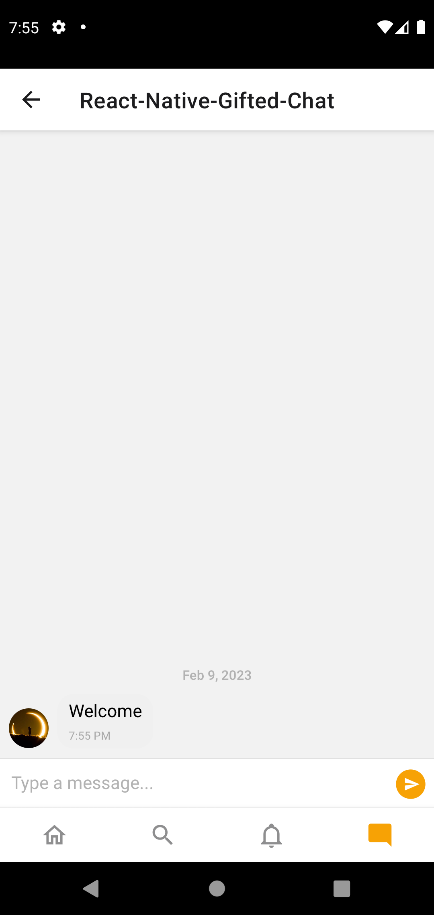 7:55
React-Native-Gifted-Chat
Feb 9, 2023
Welcome
7:55 PM
Type a message...